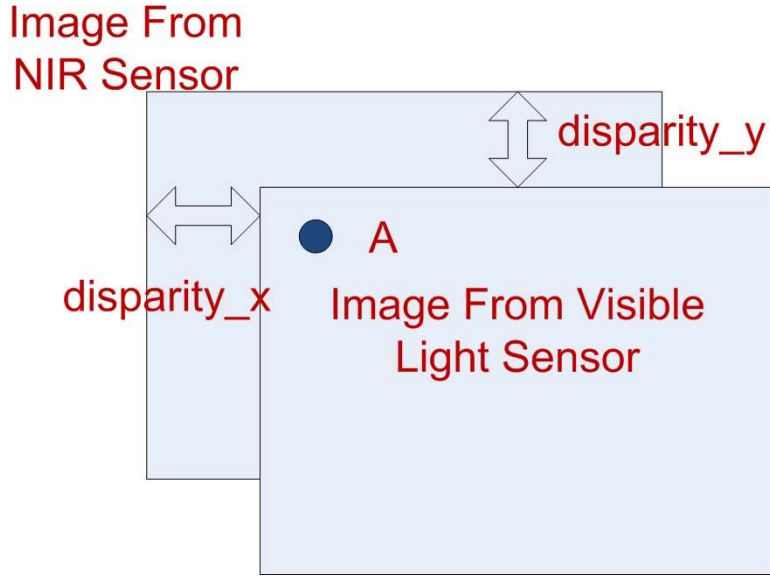 Image From
NIR Sensor
disparity_y
A
disparity_x
Image From Visible
Light Sensor